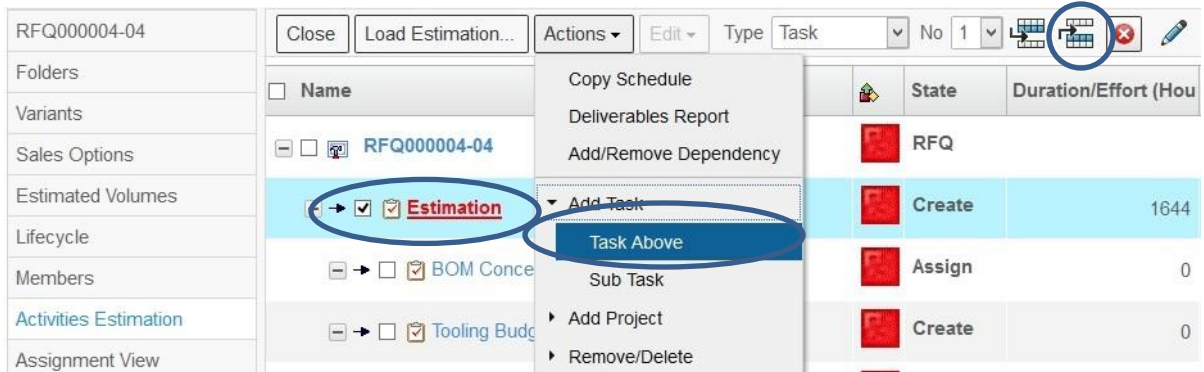 RFQ000004-04
Folders
Variants
Sales Options
Estimated Volumes
Lifecycle
Members
Activities Estimation
Assignment View
Close Load Estimation... Actions Edit Type Task No 1
Name State Duration/Effort (Hou
RFQ000004-04 RFQ
Estimation Create 1644
BOM Conce Assign 0
Tooling Budg Create 0
Copy Schedule
Deliverables Report
Add/Remove Dependency
Add Task
Task Above
Sub Task
Add Project
Remove/Delete